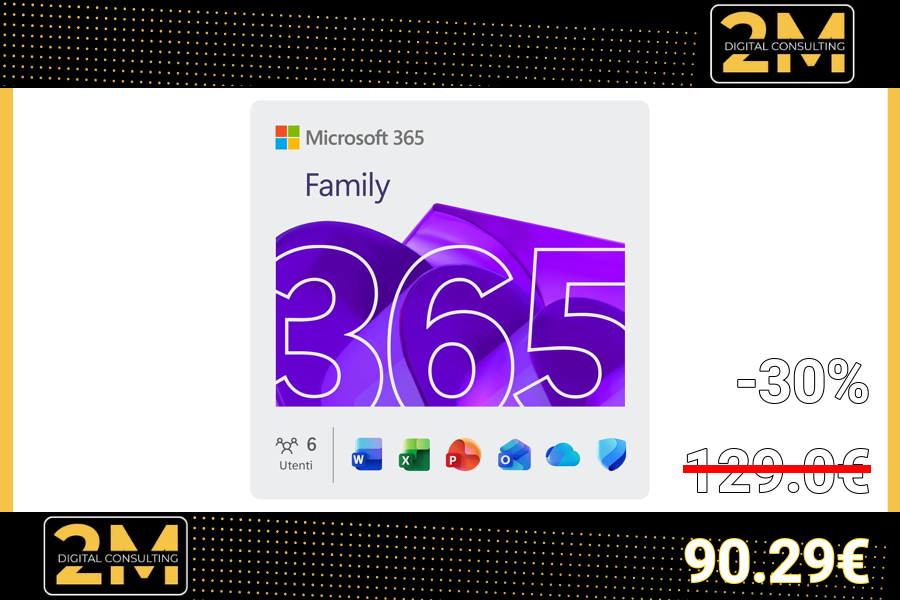 2M
DIGITAL CONSULTING
Microsoft 365
Family
365
6
Utenti
W
X
P
O
-30%
129.0€
2M
DIGITAL CONSULTING
90.29€